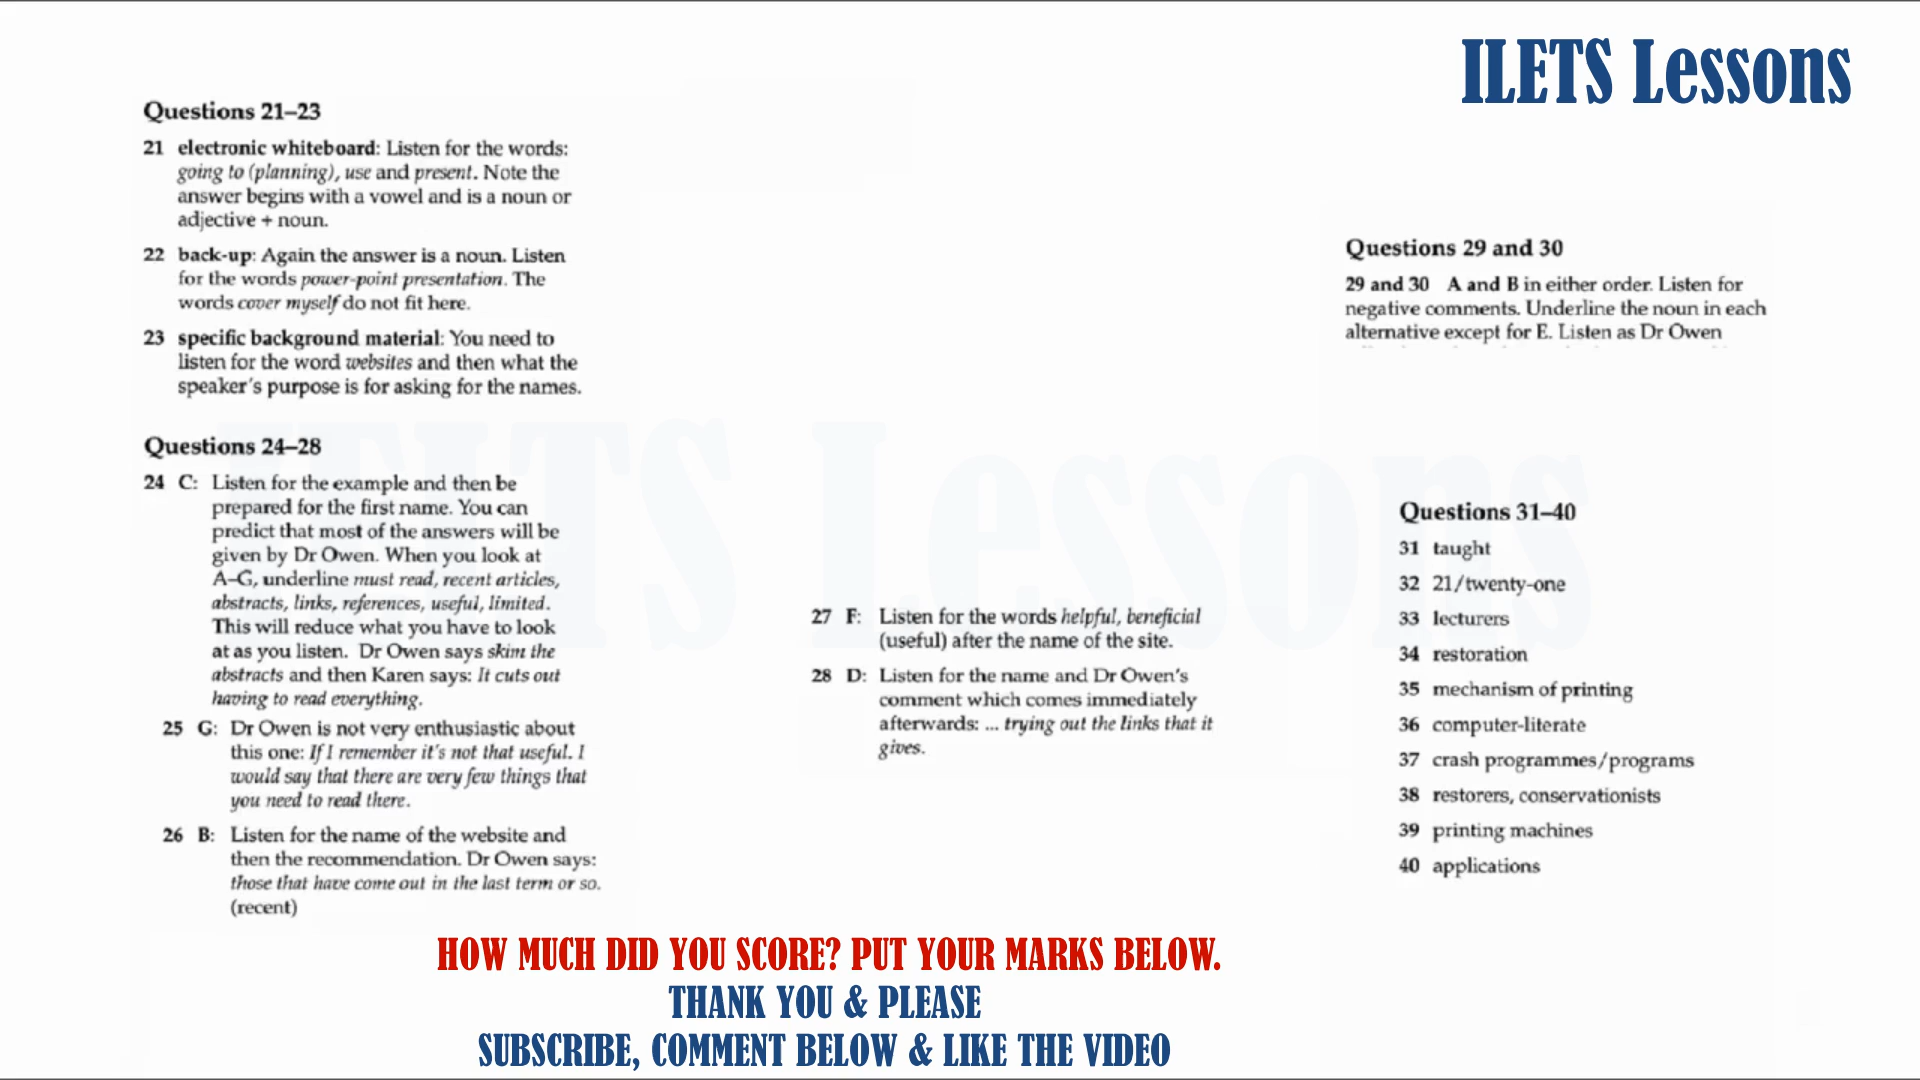 ILETS Lessons
Questions 21–23
21 electronic whiteboard: Listen for the words:
going to (planning), use and present. Note the
answer begins with a vowel and is a noun or
adjective + noun.
22 back-up: Again the answer is a noun. Listen
for the words power-point presentation. The
words cover myself do not fit here.
23 specific background material: You need to
listen for the word websites and then what the
speaker's purpose is for asking for the names.
Questions 24–28
24 C: Listen for the example and then be
prepared for the first name. You can
predict that most of the answers will be
given by Dr Owen. When you look at
A–G, underline must read, recent articles,
abstracts, links, references, useful, limited.
This will reduce what you have to look
at as you listen. Dr Owen says skim the
abstracts and then Karen says: It cuts out
having to read everything.
25 G: Dr Owen is not very enthusiastic about
this one: If I remember it's not that useful. I
would say that there are very few things that
you need to read there.
26 B: Listen for the name of the website and
then the recommendation. Dr Owen says:
those that have come out in the last term or so.
(recent)
27 F: Listen for the words helpful, beneficial
(useful) after the name of the site.
28 D: Listen for the name and Dr Owen's
comment which comes immediately
afterwards: ... trying out the links that it
gives.
Questions 29 and 30
29 and 30 A and B in either order. Listen for
negative comments. Underline the noun in each
alternative except for E. Listen as Dr Owen
Questions 31–40
31 taught
32 21/twenty-one
33 lecturers
34 restoration
35 mechanism of printing
36 computer-literate
37 crash programmes/programs
38 restorers, conservationists
39 printing machines
40 applications
IELTS Lessons
HOW MUCH DID YOU SCORE? PUT YOUR MARKS BELOW.
THANK YOU & PLEASE
SUBSCRIBE, COMMENT BELOW & LIKE THE VIDEO